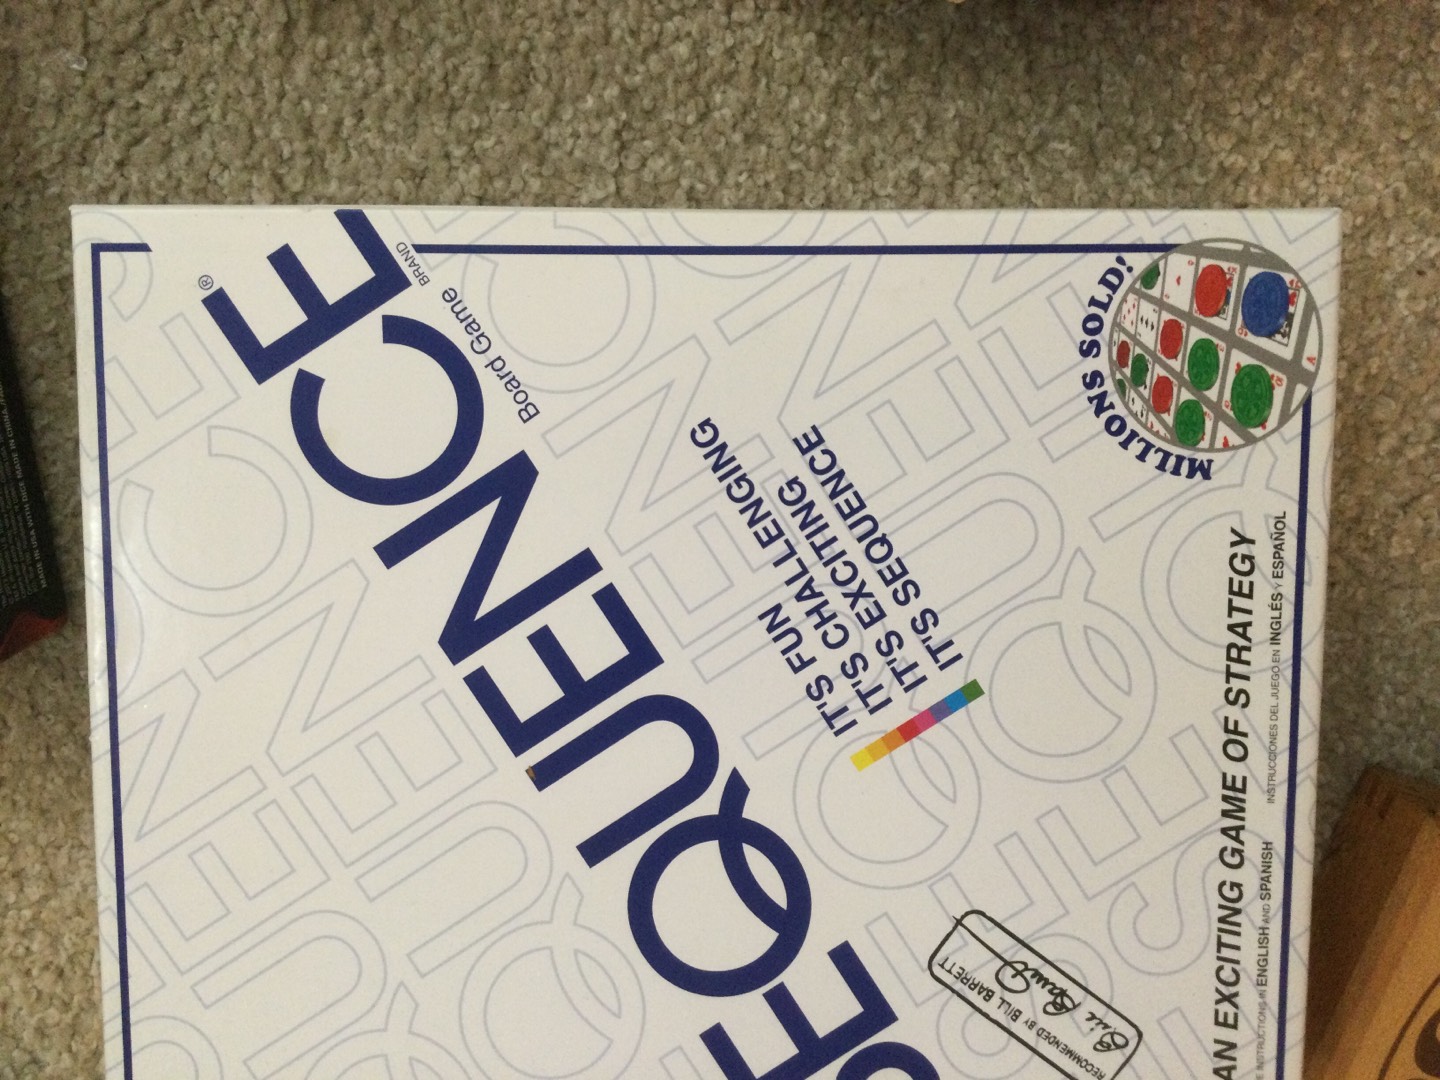 SEQUENCE®
Board Game BRAND
IT'S FUN
IT'S CHALLENGING
IT'S EXCITING
IT'S SEQUENCE
MILLIONS SOLD!
RECOMMENDED BY BILL BARRETT
AN EXCITING GAME OF STRATEGY
INSTRUCTIONS IN ENGLISH AND SPANISH
INSTRUCCIONES DEL JUEGO EN INGLÉS Y ESPAÑOL